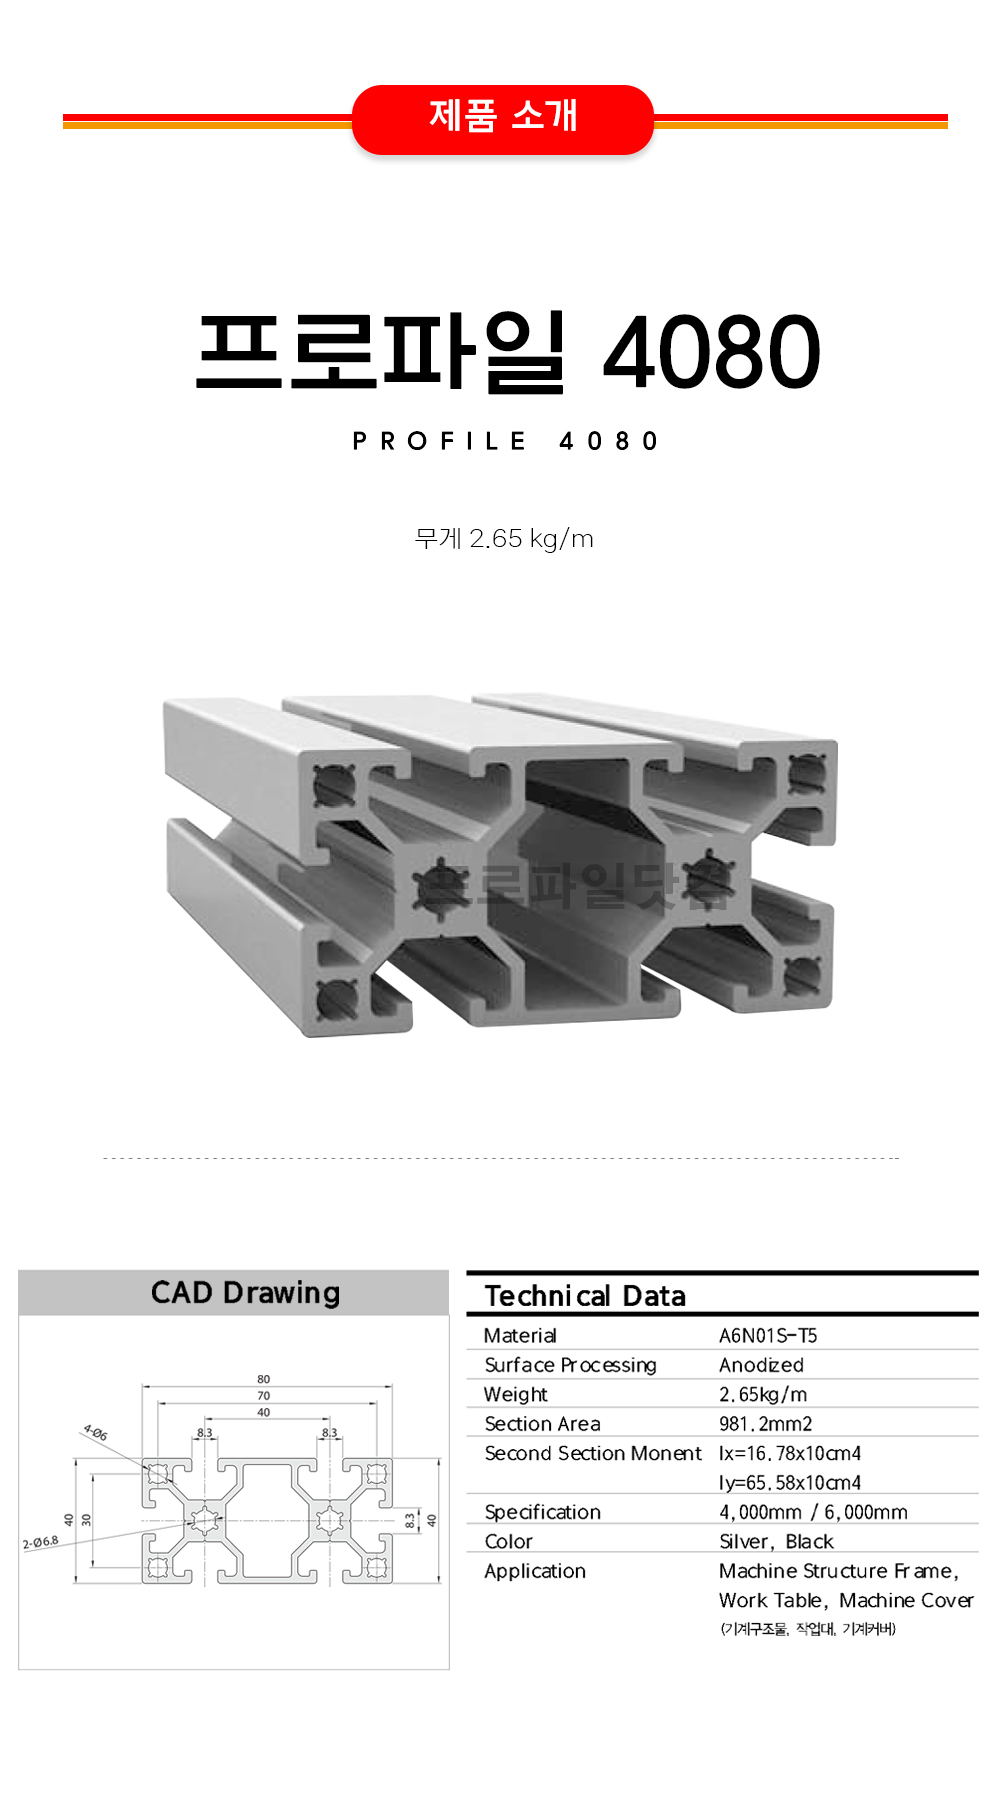 제품 소개
프로파일 4080
PROFILE 4080
무게 2.65 kg/m
프로파일닷컴
CAD Drawing
80
70
40
8.3 8.3
4-Ø6
40 30 8.3 40
2-Ø6.8
Technical Data
Material A6N01S-T5
Surface Processing Anodized
Weight 2.65kg/m
Section Area 981.2mm2
Second Section Monent Ix=16.78x10cm4
Iy=65.58x10cm4
Specification 4,000mm / 6,000mm
Color Silver, Black
Application Machine Structure Frame,
Work Table, Machine Cover
(기계구조물, 작업대, 기계커버)